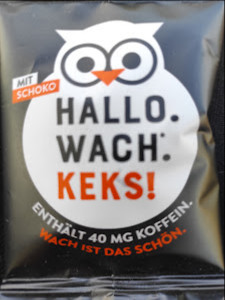 MIT
SCHOKO
HALLO.
WACH*.
KEKS!
ENTHÄLT 40 MG KOFFEIN.
WACH IST DAS SCHÖN.